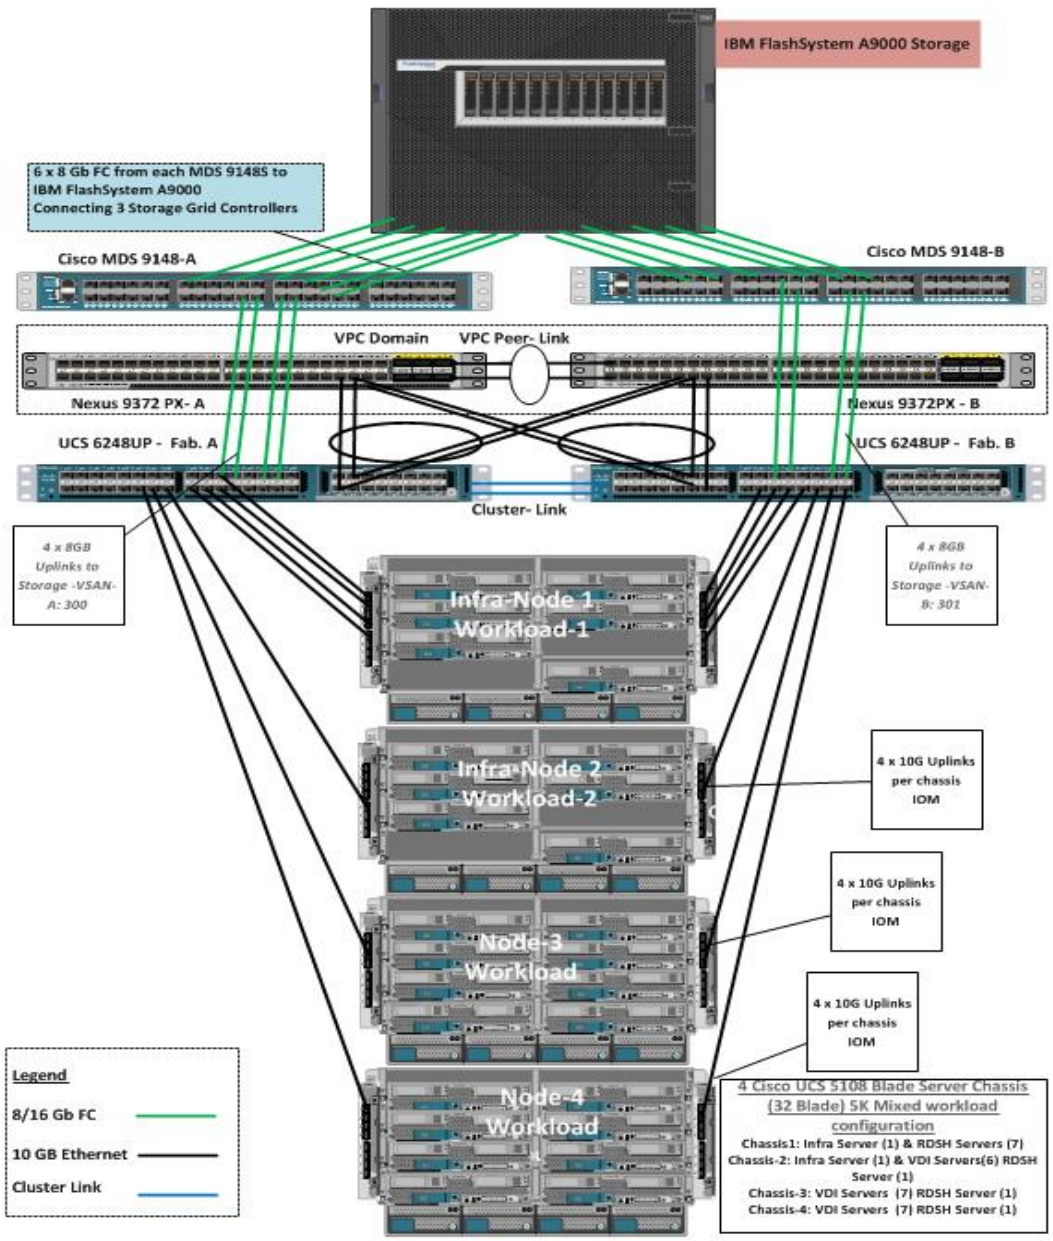 IBM FlashSystem A9000 Storage
6 x 8 Gb FC from each MDS 9148S to
IBM FlashSystem A9000
Connecting 3 Storage Grid Controllers
Cisco MDS 9148-A
Cisco MDS 9148-B
VPC Domain
VPC Peer- Link
Nexus 9372 PX- A
Nexus 9372PX - B
UCS 6248UP - Fab. A
UCS 6248UP - Fab. B
Cluster- Link
4 x 8GB
Uplinks to
Storage -VSAN-
A: 300
4 x 8GB
Uplinks to
Storage -VSAN-
B: 301
Infra-Node 1
Workload-1
Infra-Node 2
Workload-2
4 x 10G Uplinks
per chassis
IOM
Node-3
Workload
4 x 10G Uplinks
per chassis
IOM
Node-4
Workload
4 x 10G Uplinks
per chassis
IOM
Legend
8/16 Gb FC
10 GB Ethernet
Cluster Link
4 Cisco UCS 5108 Blade Server Chassis
(32 Blade) 5K Mixed workload
configuration
Chassis1: Infra Server (1) & RDSH Servers (7)
Chassis-2: Infra Server (1) & VDI Servers(6) RDSH
Server (1)
Chassis-3: VDI Servers (7) RDSH Server (1)
Chassis-4: VDI Servers (7) RDSH Server (1)